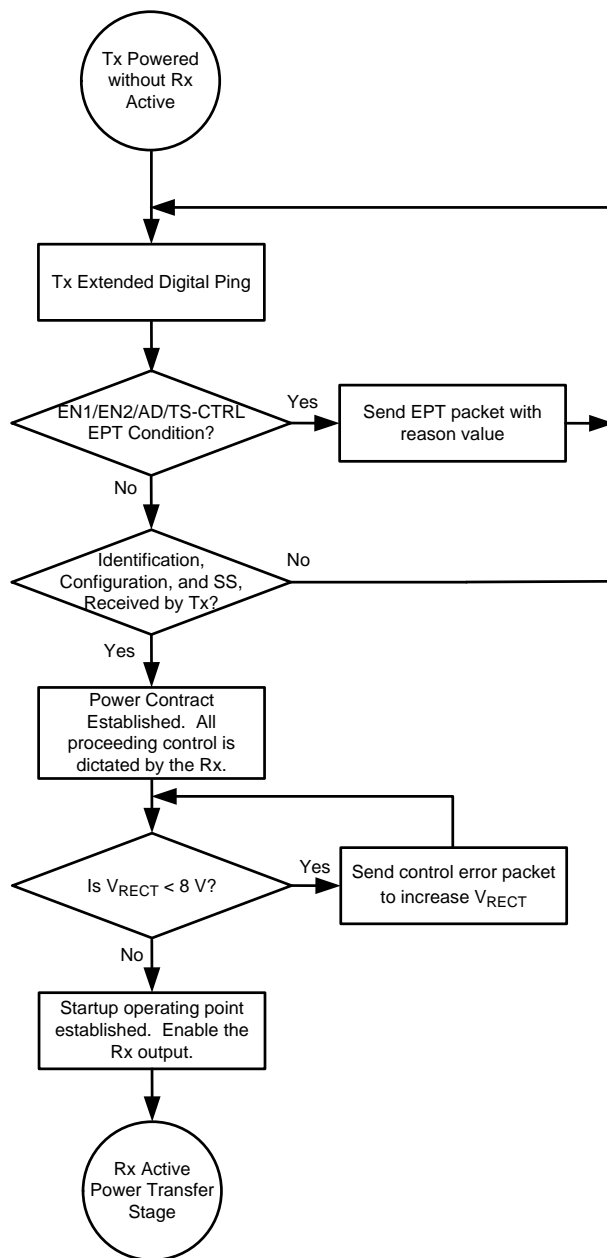 Tx Powered
without Rx
Active
Tx Extended Digital Ping
EN1/EN2/AD/TS-CTRL
EPT Condition?
Yes
Send EPT packet with
reason value
No
Identification,
Configuration, and SS,
Received by Tx?
No
Yes
Power Contract
Established. All
proceeding control is
dictated by the Rx.
Is VRECT < 8 V?
Yes
Send control error packet
to increase VRECT
No
Startup operating point
established. Enable the
Rx output.
Rx Active
Power Transfer
Stage